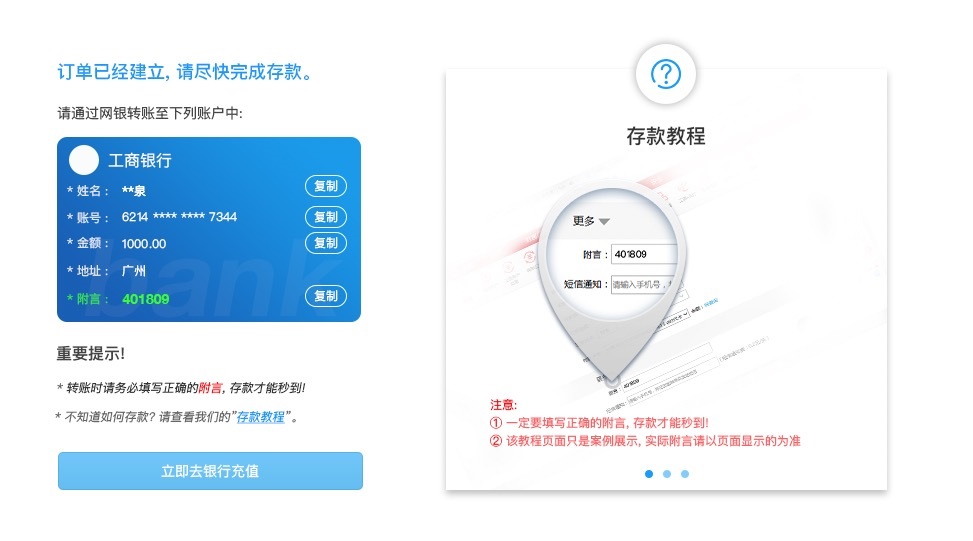 订单已经建立, 请尽快完成存款。
请通过网银转账至下列账户中:
工商银行
* 姓名： **泉 复制
* 账号： 6214 **** **** 7344 复制
* 金额： 1000.00 复制
* 地址： 广州
* 附言： 401809 复制
bank
重要提示!
* 转账时请务必填写正确的附言, 存款才能秒到!
* 不知道如何存款? 请查看我们的"存款教程"。
立即去银行充值
存款教程
更多
附言： 401809
短信通知： 请输入手机号，
401809
注意:
① 一定要填写正确的附言, 存款才能秒到!
② 该教程页面只是案例展示, 实际附言请以页面显示的为准